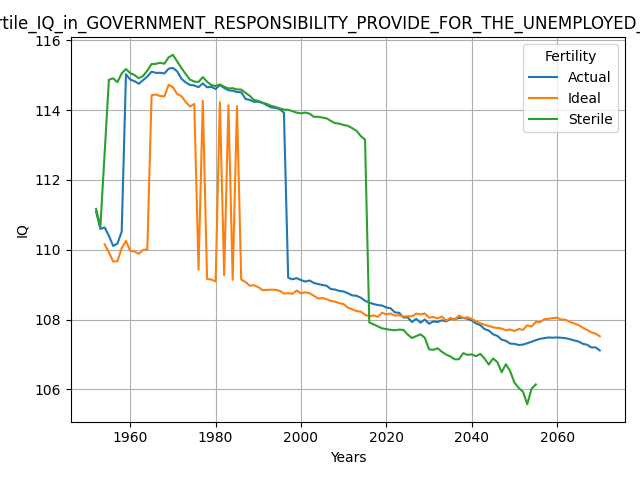 rtile_IQ_in_GOVERNMENT_RESPONSIBILITY_PROVIDE_FOR_THE_UNEMPLOYED_
Fertility
Actual
Ideal
Sterile
IQ
116
114
112
110
108
106
1960
1980
2000
2020
2040
2060
Years